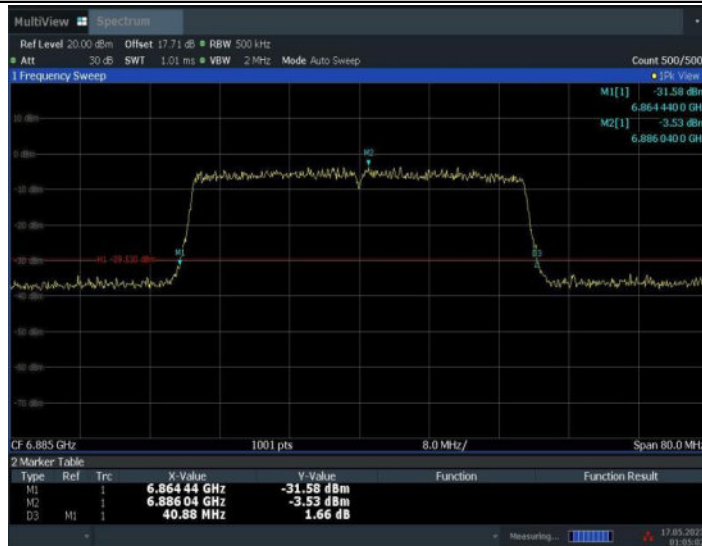 MultiView Spectrum
Ref Level 20.00 dBm Offset 17.71 dB RBW 500 kHz
Att 30 dB SWT 1.01 ms VBW 2 MHz Mode Auto Sweep Count 500/500
1 Frequency Sweep 1Pk View
M1[1] -31.58 dBm
6.864 440 0 GH
M2[1] -3.53 dBm
6.886 040 0 GH
10 dBm
0 dBm
M2
-10 dBm
-20 dBm
M1
D3
-30 dBm
H1 -29.530 dBm
-40 dBm
-50 dBm
-60 dBm
-70 dBm
CF 6.885 GHz 1001 pts 8.0 MHz/ Span 80.0 MHz
2 Marker Table
Type Ref Trc X-Value Y-Value Function Function Result
M1 1 6.864 44 GHz -31.58 dBm
M2 1 6.886 04 GHz -3.53 dBm
D3 M1 1 40.88 MHz 1.66 dB
Measuring... 17.05.202
01:05:0